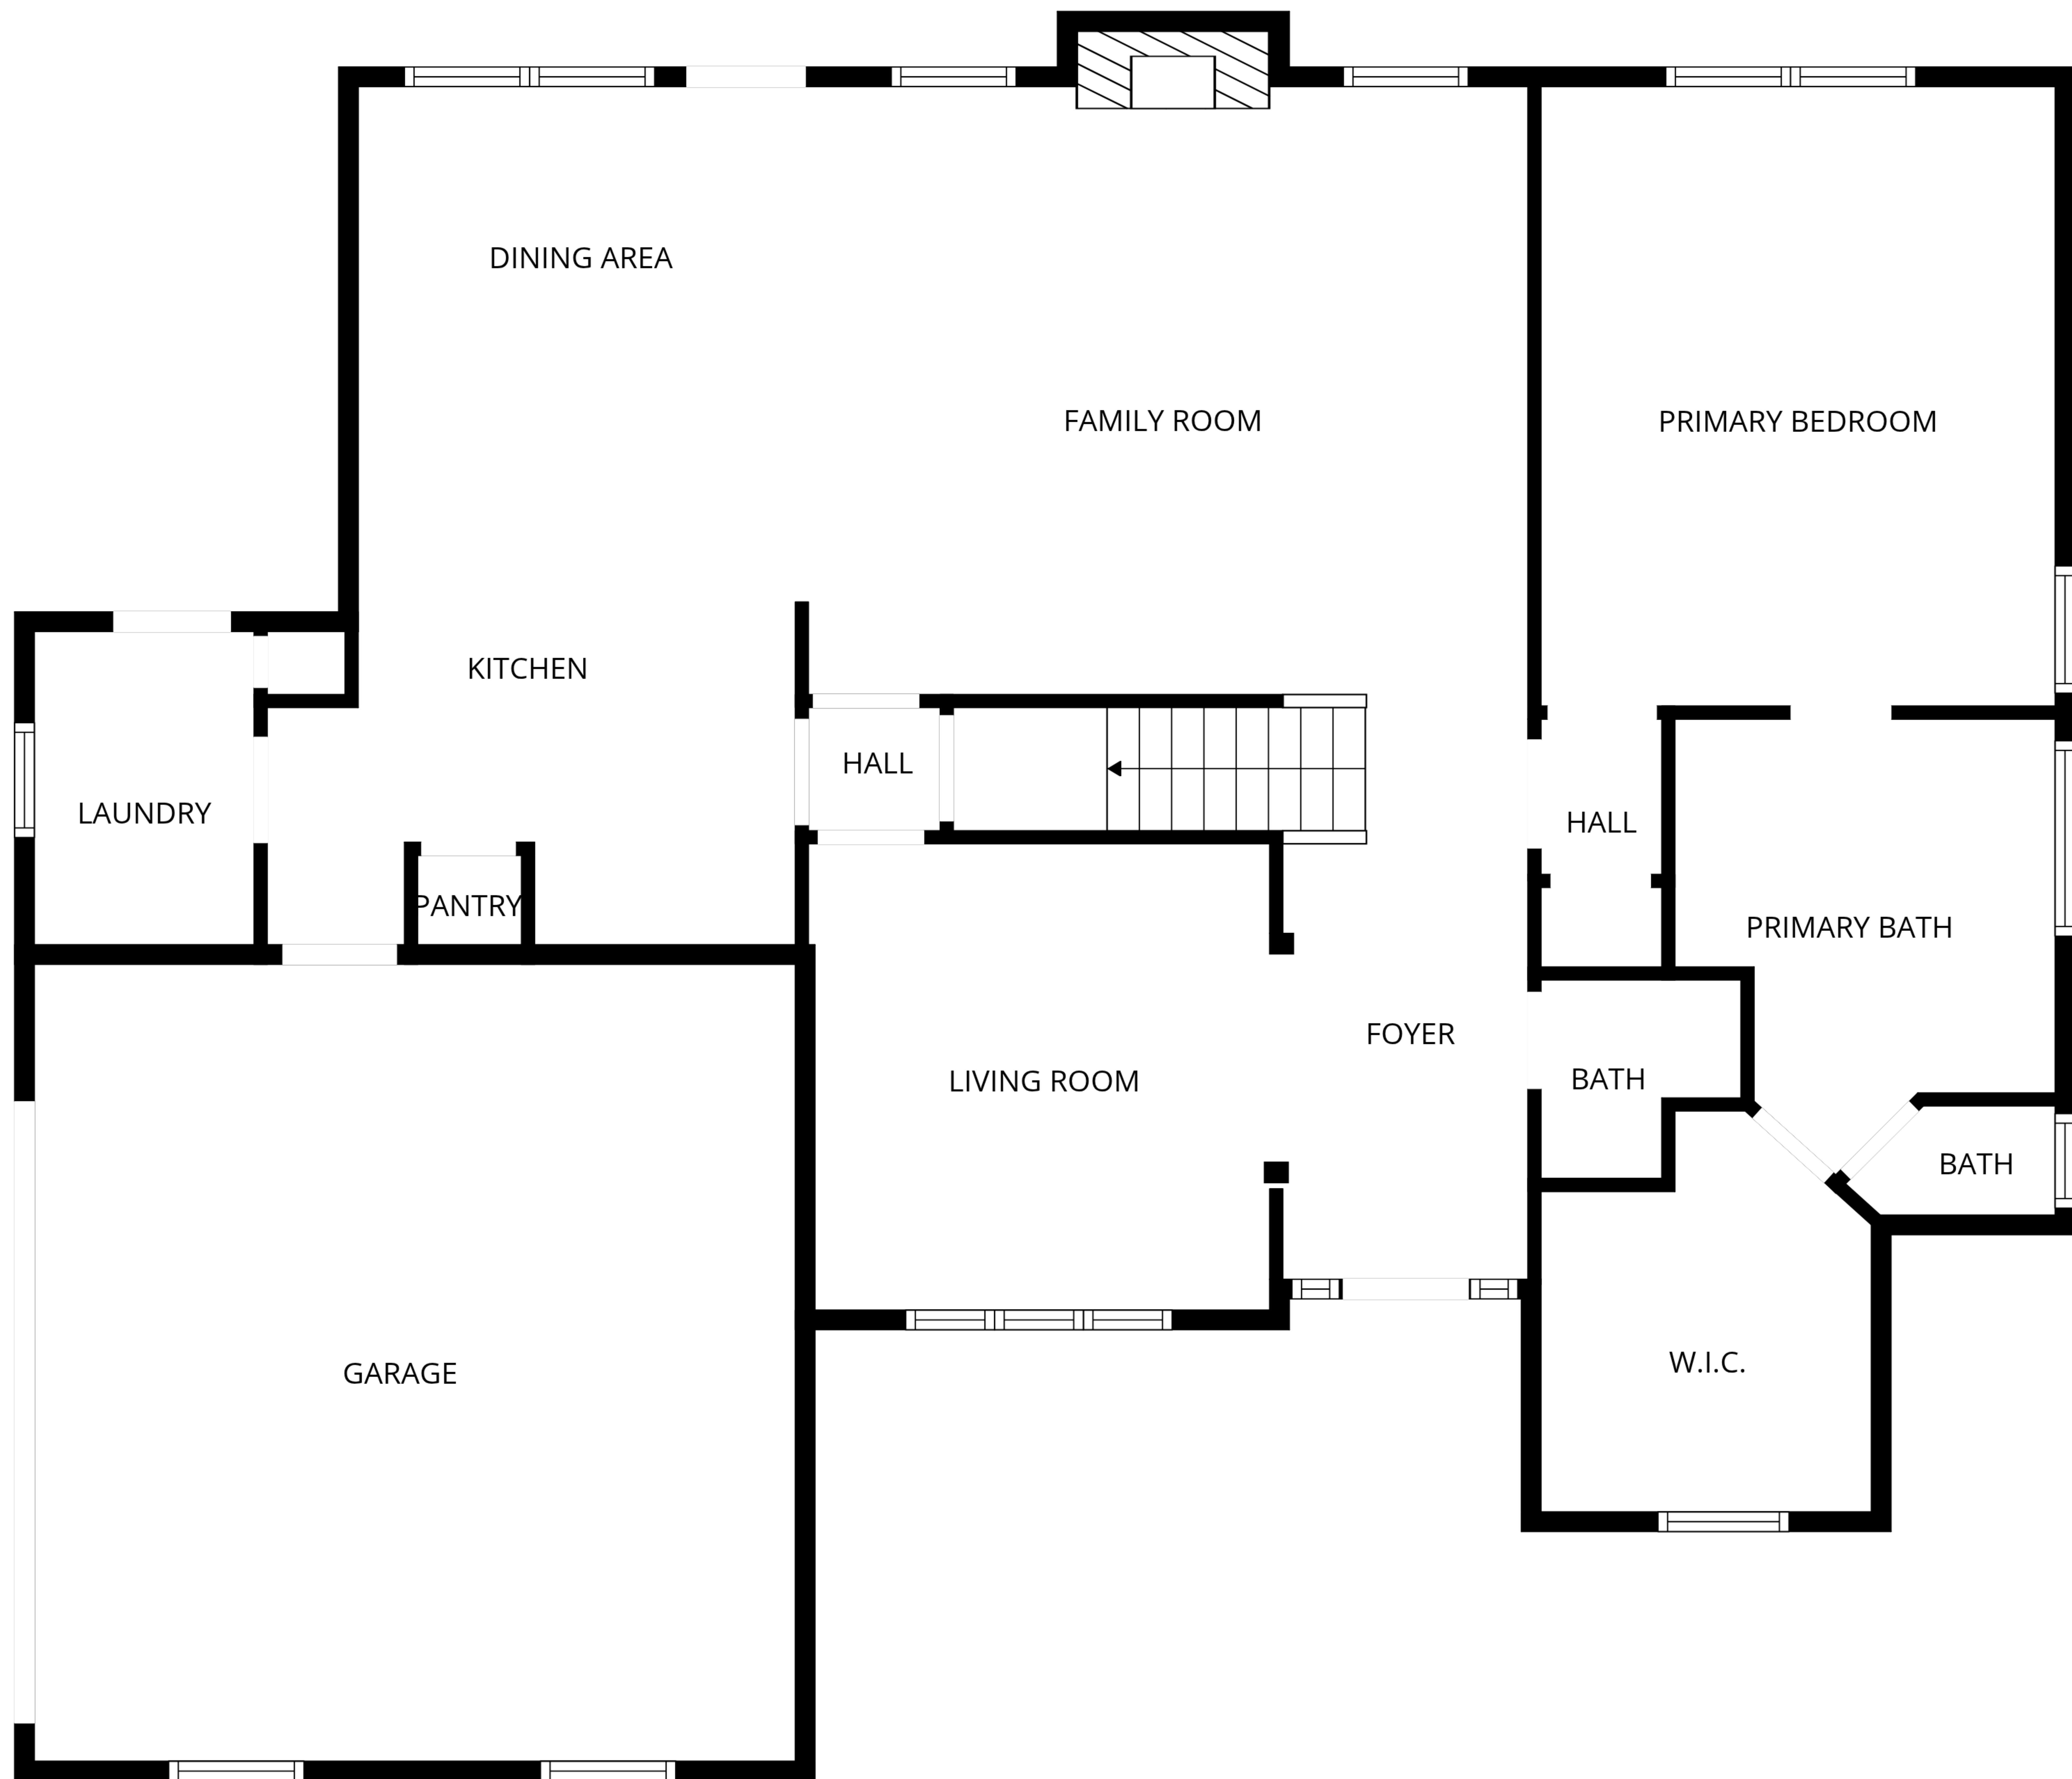 DINING AREA
FAMILY ROOM
PRIMARY BEDROOM
KITCHEN
HALL
LAUNDRY
HALL
PANTRY
PRIMARY BATH
FOYER
LIVING ROOM
BATH
BATH
GARAGE
W.I.C.